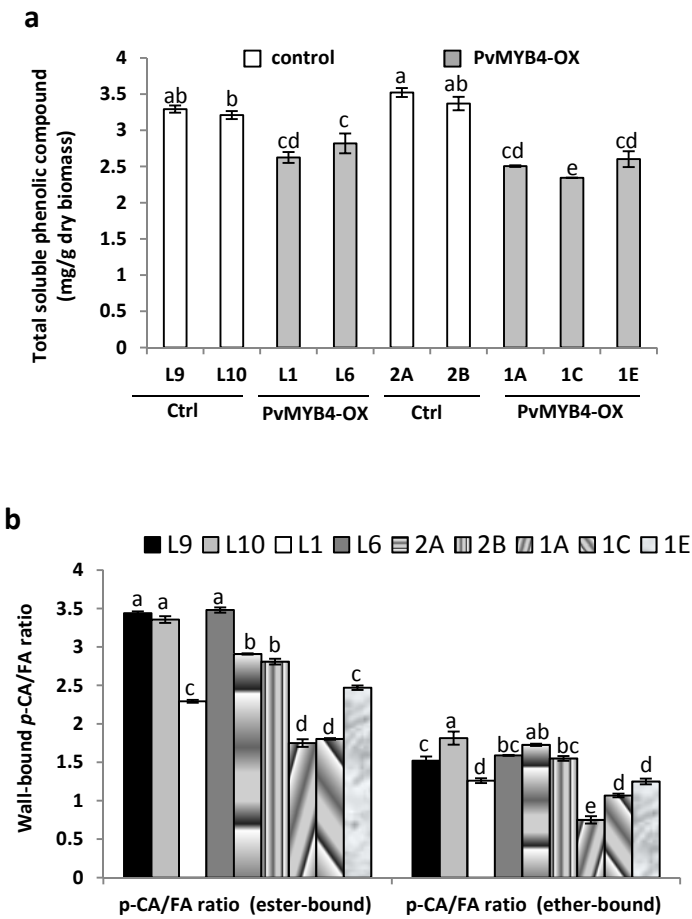 a
Total soluble phenolic compound
(mg/g dry biomass)
4
3.5
3
2.5
2
1.5
1
0.5
0
control PvMYB4-OX
ab b cd c a ab cd e cd
L9 L10 L1 L6 2A 2B 1A 1C 1E
Ctrl PvMYB4-OX Ctrl PvMYB4-OX
b
L9 L10 L1 L6 2A 2B 1A 1C 1E
Wall-bound p-CA/FA ratio
4
3.5
3
2.5
2
1.5
1
0.5
0
a a c a b b d d c
c a d bc ab bc e d d
p-CA/FA ratio (ester-bound) p-CA/FA ratio (ether-bound)